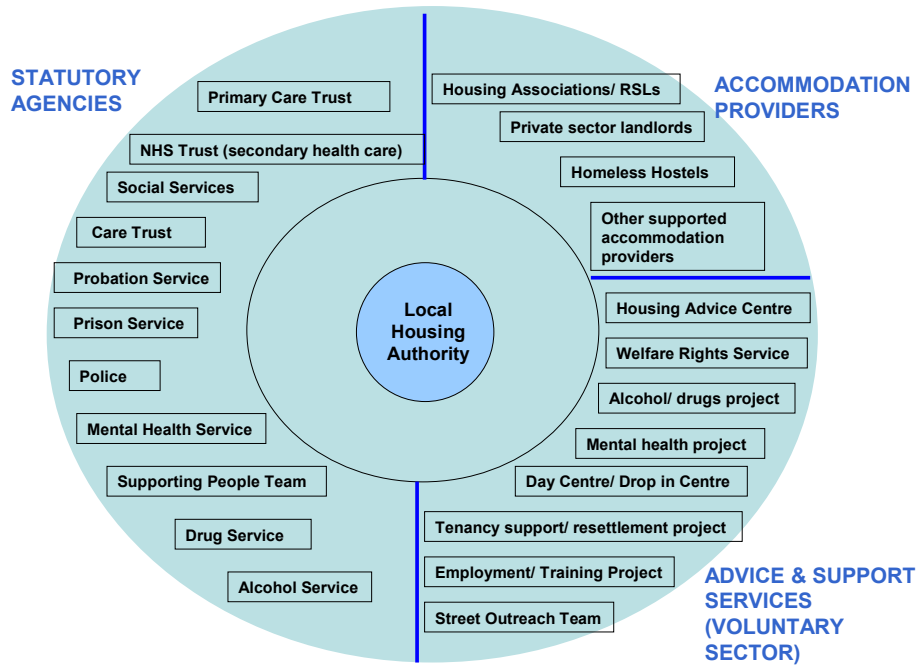 STATUTORY
AGENCIES
Primary Care Trust
NHS Trust (secondary health care)
Social Services
Care Trust
Probation Service
Prison Service
Police
Mental Health Service
Supporting People Team
Drug Service
Alcohol Service
Local
Housing
Authority
ACCOMMODATION
PROVIDERS
Housing Associations/ RSLs
Private sector landlords
Homeless Hostels
Other supported
accommodation
providers
Housing Advice Centre
Welfare Rights Service
Alcohol/ drugs project
Mental health project
Day Centre/ Drop in Centre
Tenancy support/ resettlement project
Employment/ Training Project
Street Outreach Team
ADVICE & SUPPORT
SERVICES
(VOLUNTARY
SECTOR)